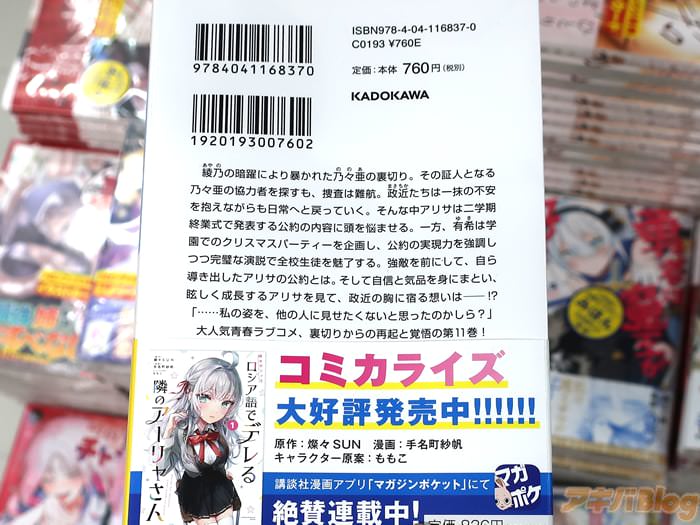 ISBN978-4-04-116837-0
C0193 ¥760E
定価:本体 760円(税別)
KADOKAWA
9784041168370
1920193007602
綾乃の暗躍により暴かれた乃々亜の裏切り。その証人となる
乃々亜の協力者を探すも、捜査は難航。政近たちは一抹の不安
を抱えながらも日常へと戻っていく。そんな中アリサは二学期
終業式で発表する公約の内容に頭を悩ませる。一方、有希は学
園でのクリスマスパーティーを企画し、公約の実現力を強調し
つつ完璧な演説で全校生徒を魅了する。強敵を前にして、自ら
導き出したアリサの公約とは。そして自信と気品を身にまとい、
眩しく成長するアリサを見て、政近の胸に宿る想いは――!?
「……私の姿を、他の人に見せたくないと思ったのかしら?」
大人気青春ラブコメ、裏切りからの再起と覚悟の第11巻!
コミカライズ
大好評発売中!!!!!!
原作:燦々SUN 漫画:手名町紗帆
キャラクター原案:ももこ
講談社漫画アプリ「マガジンポケット」にて
絶賛連載中!
マガポケ
ロシア語でデレる
隣のアーリャさん
1
アキバBlog